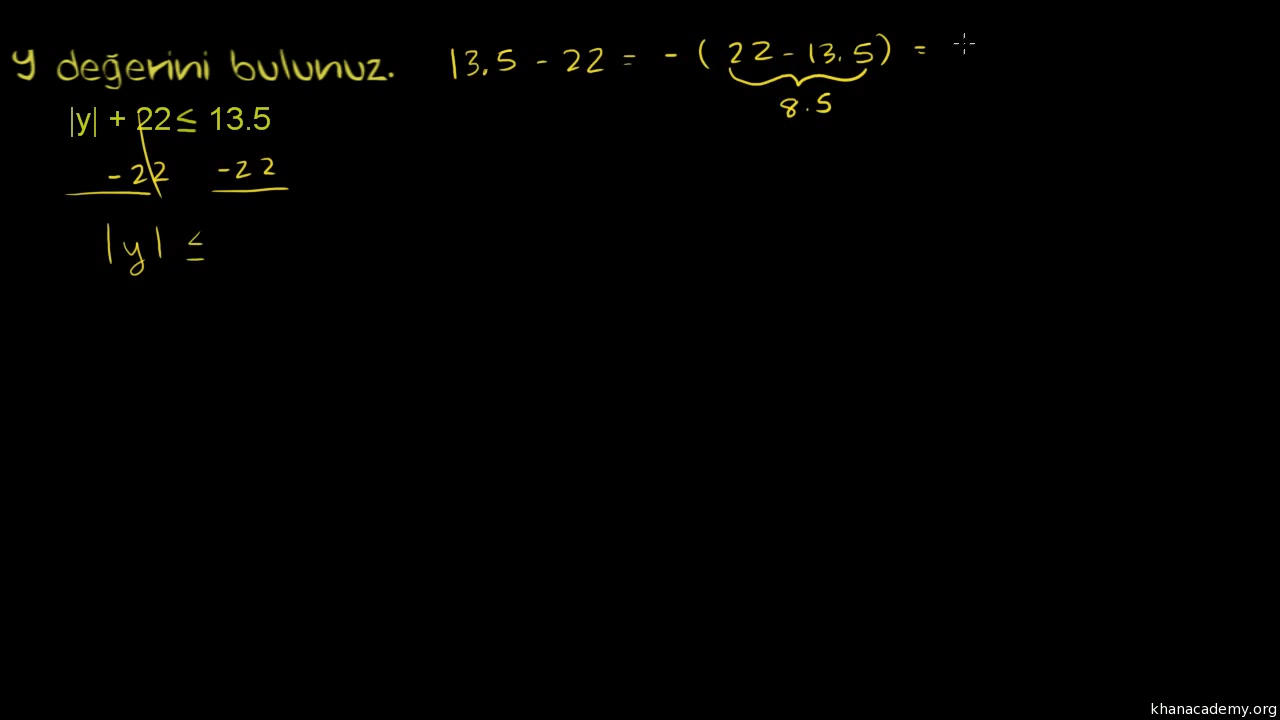 y değerini bulunuz.
13.5 - 22 = - ( 22 - 13.5 ) =
8.5
|y| + 22 ≤ 13.5
- 22 - 22
|y| ≤
khanacademy.org